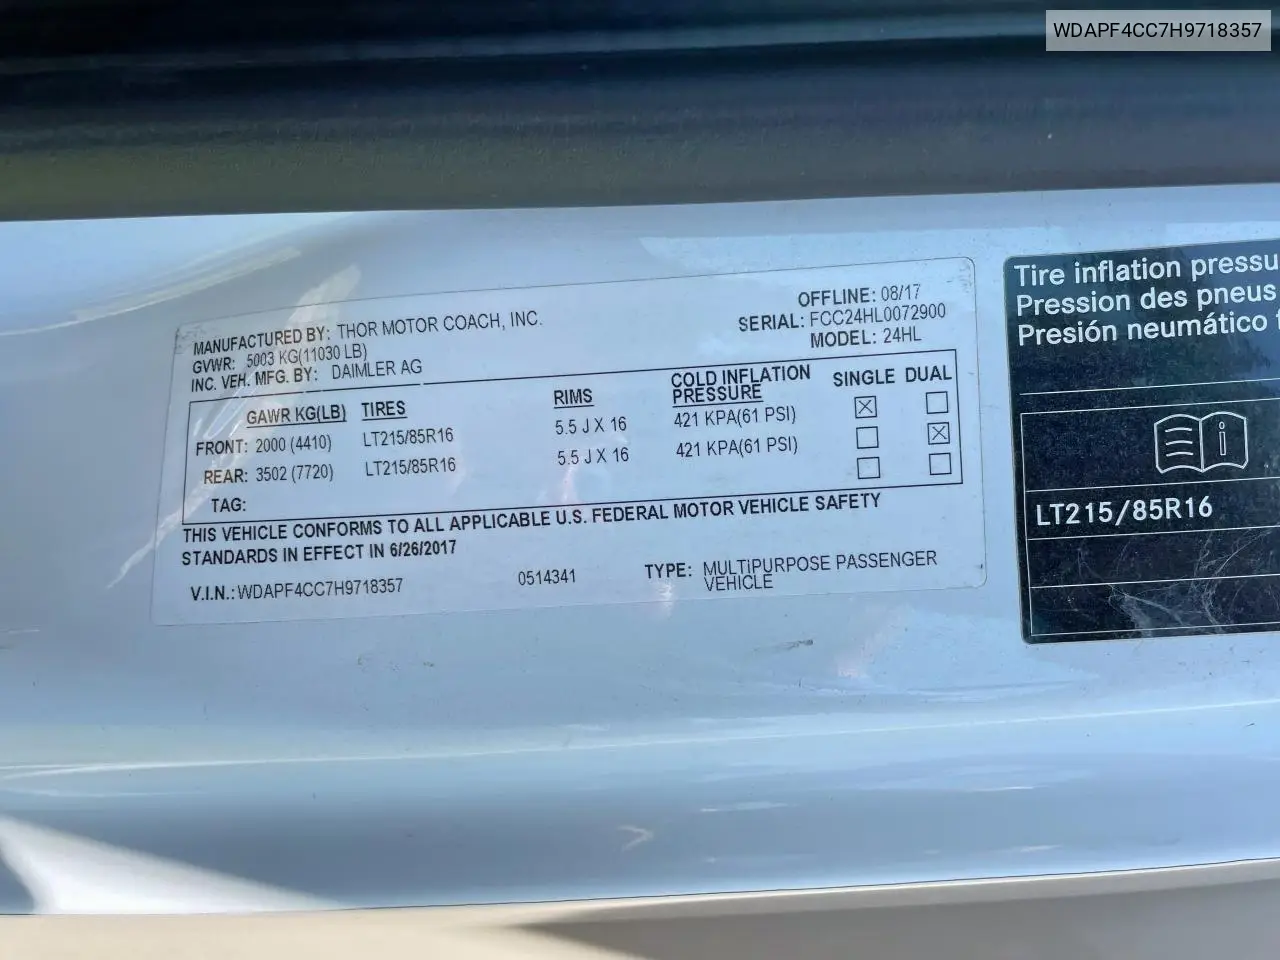 WDAPF4CC7H9718357
MANUFACTURED BY: THOR MOTOR COACH, INC.
GVWR: 5003 KG(11030 LB)
INC. VEH. MFG. BY: DAIMLER AG
OFFLINE: 08/17
SERIAL: FCC24HL0072900
MODEL: 24HL
GAWR KG(LB) TIRES RIMS COLD INFLATION PRESSURE SINGLE DUAL
FRONT: 2000 (4410) LT215/85R16 5.5 J X 16 421 KPA(61 PSI) ☒ ☐
REAR: 3502 (7720) LT215/85R16 5.5 J X 16 421 KPA(61 PSI) ☐ ☒
TAG: ☐ ☐
THIS VEHICLE CONFORMS TO ALL APPLICABLE U.S. FEDERAL MOTOR VEHICLE SAFETY
STANDARDS IN EFFECT IN 6/26/2017
V.I.N.: WDAPF4CC7H9718357 0514341 TYPE: MULTIPURPOSE PASSENGER
VEHICLE
Tire inflation pressu
Pression des pneus
Presión neumático
LT215/85R16